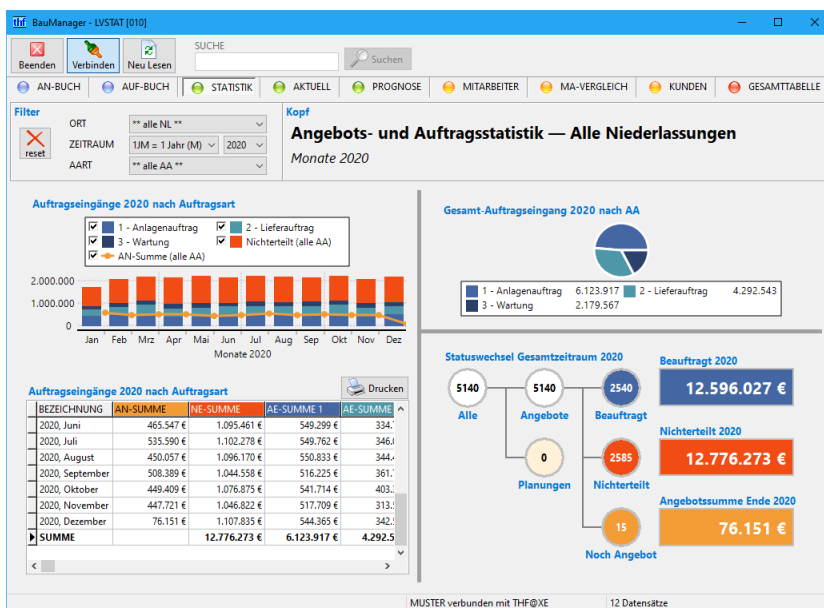 thf BauManager - LVSTAT [010]
Beenden
Verbinden
Neu Lesen
SUCHE
Suchen
AN-BUCH
AUF-BUCH
STATISTIK
AKTUELL
PROGNOSE
MITARBEITER
MA-VERGLEICH
KUNDEN
GESAMTTABELLE
Filter
reset
ORT ** alle NL **
ZEITRAUM 1JM = 1 Jahr (M) 2020
AART ** alle AA **
Kopf
Angebots- und Auftragsstatistik — Alle Niederlassungen
Monate 2020
Auftragseingänge 2020 nach Auftragsart
1 - Anlagenauftrag 2 - Lieferauftrag
3 - Wartung Nichterteilt (alle AA)
AN-Summe (alle AA)
2.000.000
1.000.000
0
Jan Feb Mrz Apr Mai Jun Jul Aug Sep Okt Nov Dez
Monate 2020
Gesamt-Auftragseingang 2020 nach AA
1 - Anlagenauftrag 6.123.917 2 - Lieferauftrag 4.292.543
3 - Wartung 2.179.567
Auftragseingänge 2020 nach Auftragsart
Drucken
BEZEICHNUNG AN-SUMME NE-SUMME AE-SUMME 1 AE-SUMME
2020, Juni 465.547 € 1.095.461 € 549.299 € 334.
2020, Juli 535.590 € 1.102.278 € 549.762 € 346.
2020, August 450.057 € 1.096.170 € 550.833 € 344.
2020, September 508.389 € 1.044.558 € 516.225 € 361.
2020, Oktober 449.409 € 1.076.875 € 541.714 € 403.
2020, November 447.721 € 1.046.822 € 517.709 € 313.
2020, Dezember 76.151 € 1.107.835 € 544.365 € 342.
SUMME 12.776.273 € 6.123.917 € 4.292.5
Statuswechsel Gesamtzeitraum 2020
5140
Alle
5140
Angebote
2540
Beauftragt
0
Planungen
2585
Nichterteilt
15
Noch Angebot
Beauftragt 2020
12.596.027 €
Nichterteilt 2020
12.776.273 €
Angebotssumme Ende 2020
76.151 €
MUSTER verbunden mit THF@XE
12 Datensätze